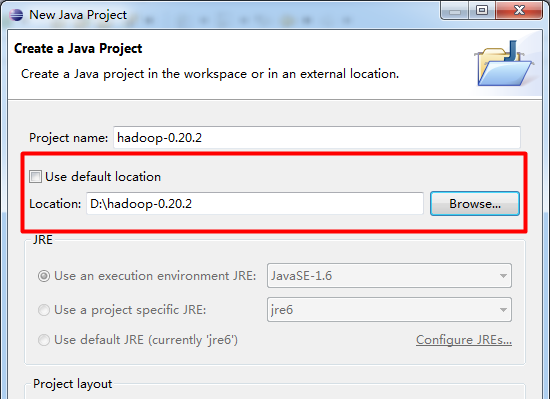 New Java Project
Create a Java Project
Create a Java project in the workspace or in an external location.
Project name: hadoop-0.20.2
Use default location
Location: D:\hadoop-0.20.2 Browse...
JRE
Use an execution environment JRE: JavaSE-1.6
Use a project specific JRE: jre6
Use default JRE (currently 'jre6') Configure JREs...
Project layout